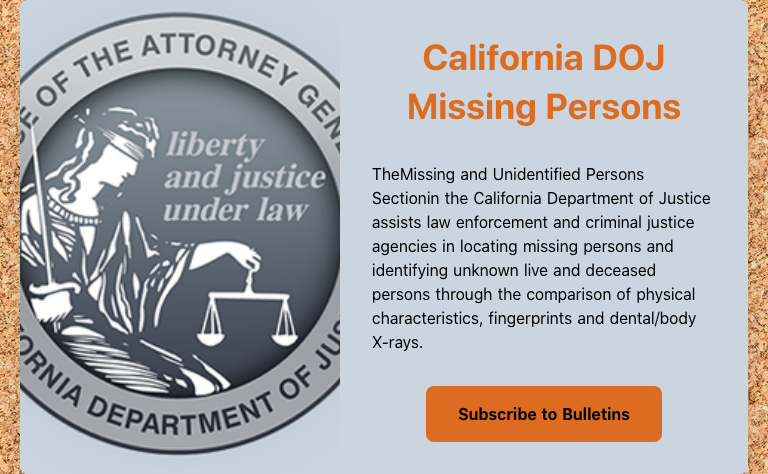 E OF THE ATTORNEY GEN
liberty
and justice
under law
ORNIA DEPARTMENT OF JUS
California DOJ
Missing Persons
TheMissing and Unidentified Persons
Sectionin the California Department of Justice
assists law enforcement and criminal justice
agencies in locating missing persons and
identifying unknown live and deceased
persons through the comparison of physical
characteristics, fingerprints and dental/body
X-rays.
Subscribe to Bulletins